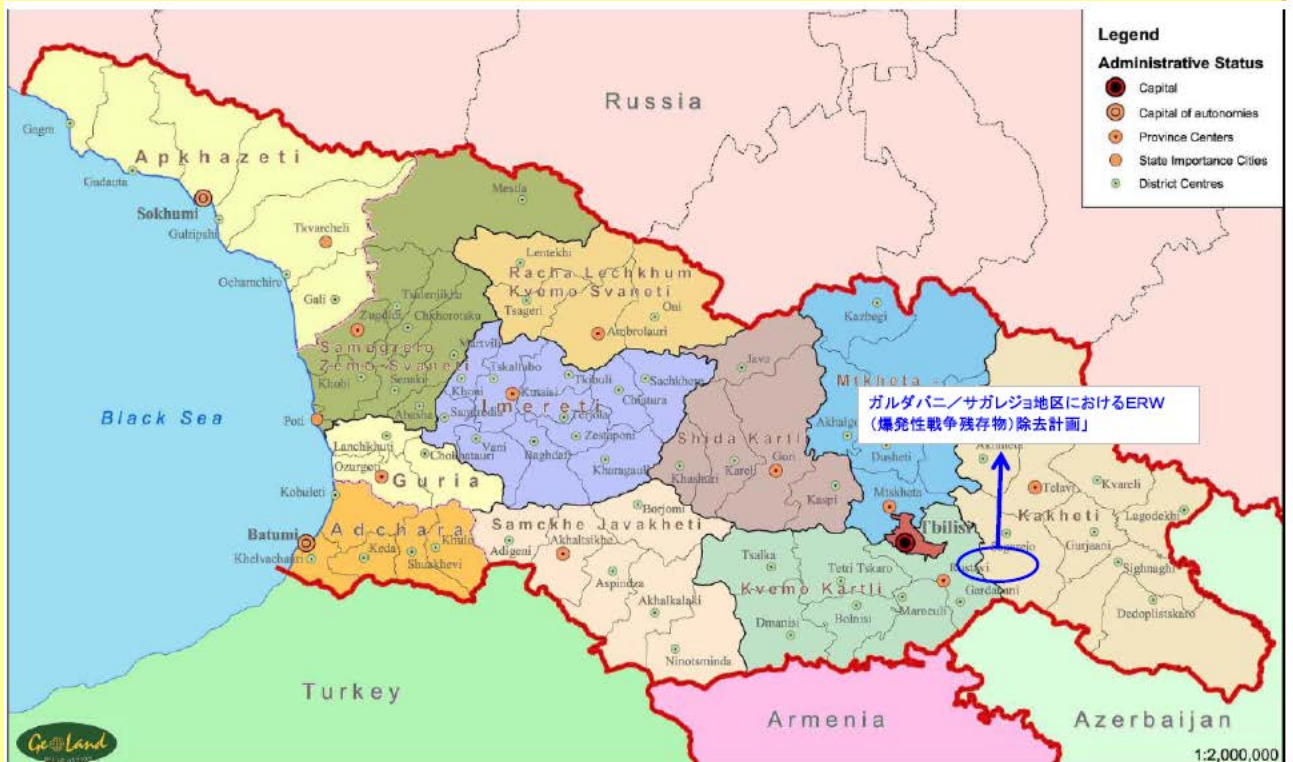 Legend
Administrative Status
Capital
Capital of autonomies
Province Centers
State Importance Cities
District Centres
Russia
Apkhazeti
Gagra
Gudauta
Sokhumi
Gulripshi
Tkvarcheli
Ochamchire
Gali
Mestia
Lentekhi
Racha Lechkhum
Kvemo Svaneti
Tsageri
Oni
Ambrolauri
Kazbegi
Tsalenjikha
Zugdidi
Chkhorotsku
Samegrelo
Zemo Svaneti
Martvili
Khobi
Senaki
Abasha
Poti
Black Sea
Tskaltubo
Khoni
Kutaisi
Tkibuli
Sachkhere
Chiatura
Imereti
Samtredia
Terjola
Zestaponi
Vani
Baghdati
Kharagauli
Java
Shida Kartli
Gori
Khashuri
Kareli
Kaspi
Mtkheta -
ガルダバニ/サガレジョ地区におけるERW
(爆発性戦争残存物)除去計画」
Dusheti
Mtskheta
Tbilisi
Akhmeta
Telavi
Kvareli
Kakheti
Lagodekhi
Sagarejo
Gurjaani
Sighnaghi
Dedoplistskaro
Lanchkhuti
Ozurgeti
Chokhatauri
Guria
Kobuleti
Batumi
Adchara
Khelvachauri
Keda
Khulo
Shuakhevi
Borjomi
Samckhe Javakheti
Adigeni
Akhaltsikhe
Aspindza
Akhalkalaki
Ninotsminda
Tsalka
Tetri Tskaro
Rustavi
Kvemo Kartli
Gardabani
Marneuli
Bolnisi
Dmanisi
Turkey
Armenia
Azerbaijan
GeoLand
1:2,000,000